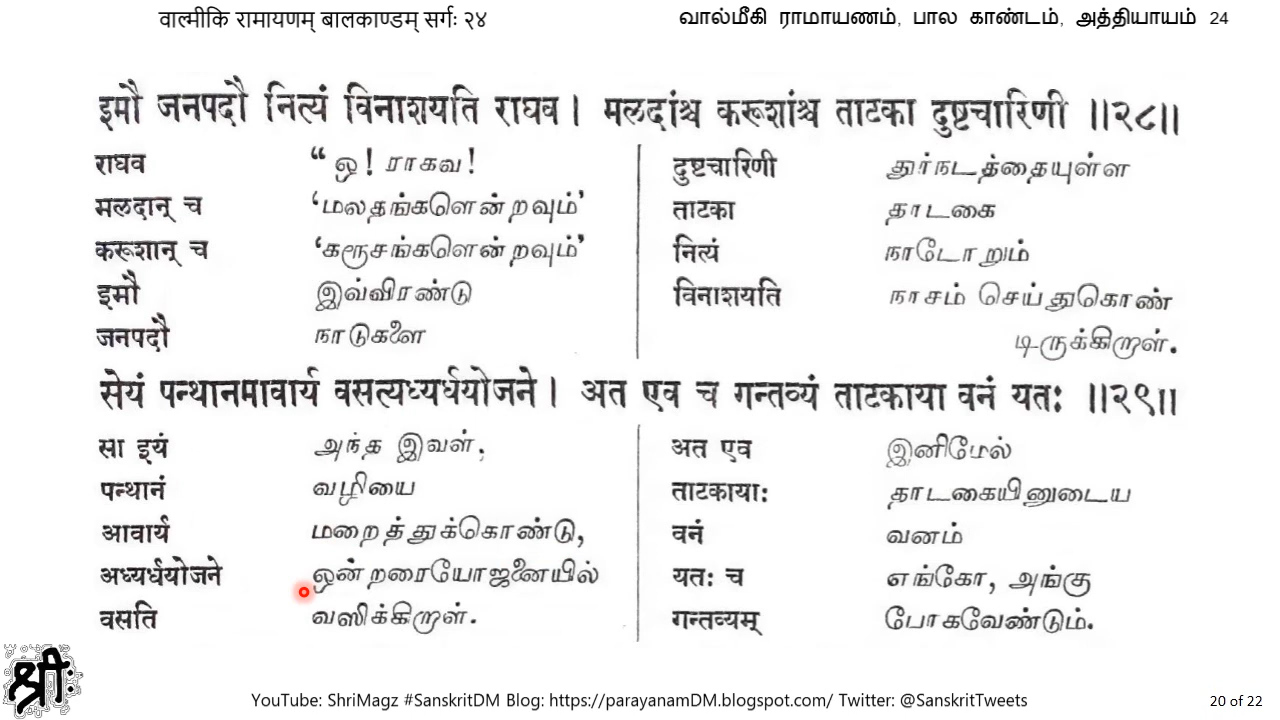 वाल्मीकि रामायणम् बालकाण्डम् सर्गः २४
வால்மீகி ராமாயணம், பால காண்டம், அத்தியாயம் 24
इमौ जनपदौ नित्यं विनाशयति राघव । मलदांश्च करूशांश्च ताटका दुष्टचारिणी ॥२८॥
राघव “ ஓ! ராகவ!
मलदान् च ‘மலதங்களென்றவும்’
करूशान् च ‘கரூசங்களென்றவும்’
इमौ இவ்விரண்டு
जनपदौ நாடுகளை
दुष्टचारिणी துர்நடத்தையுள்ள
ताटका தாடகை
नित्यं நாடோறும்
विनाशयति நாசம் செய்துகொண்
டிருக்கிறாள்.
सेयं पन्थानमावार्य वसत्यध्यर्धयोजने । अत एव च गन्तव्यं ताटकाया वनं यतः ॥२९॥
सा इयं அந்த இவள்,
पन्थानं வழியை
आवार्य மறைத்துக்கொண்டு,
अध्यर्धयोजने ஒன்றரையோஜனையில்
वसति வஸிக்கிறாள்.
अत एव இனிமேல்
ताटकायाः தாடகையினுடைய
वनं வனம்
यतः च எங்கோ, அங்கு
गन्तव्यम् போகவேண்டும்.
श्रीः
YouTube: ShriMagz #SanskritDM Blog: https://parayanamDM.blogspot.com/ Twitter: @SanskritTweets
20 of 22